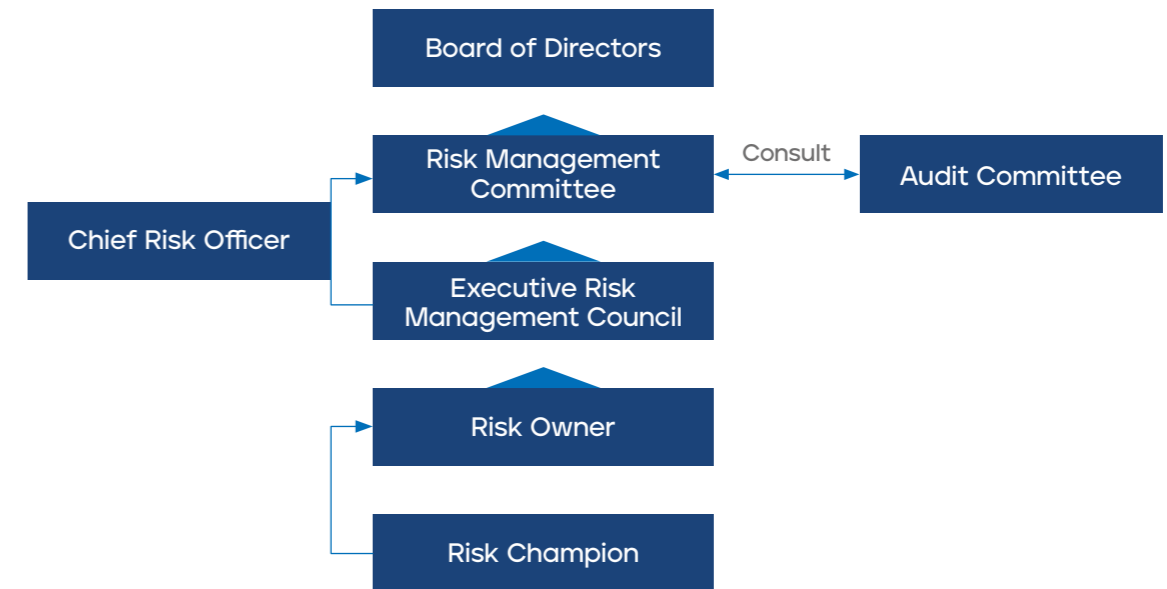 Board of Directors
Risk Management
Committee
Consult
Audit Committee
Chief Risk Officer
Executive Risk
Management Council
Risk Owner
Risk Champion